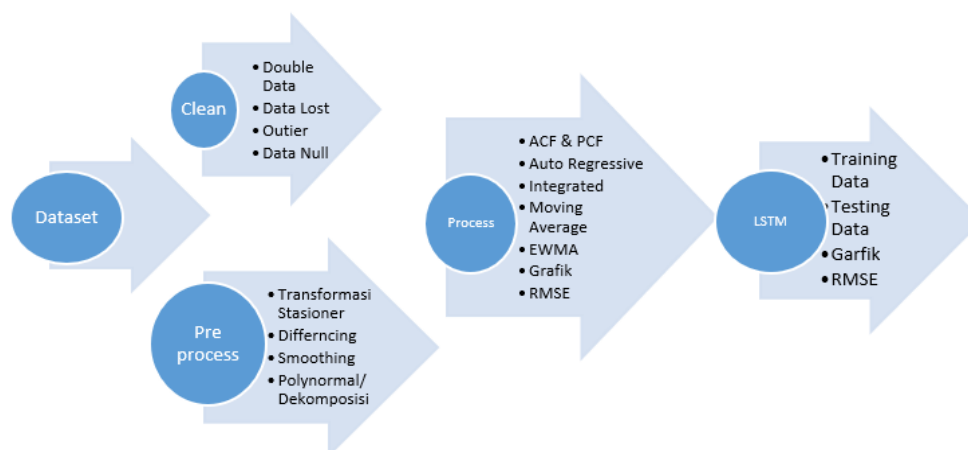 Dataset
Clean
• Double
Data
• Data Lost
• Outier
• Data Null
Pre
process
• Transformasi
Stasioner
• Differncing
• Smoothing
• Polynormal/
Dekomposisi
Process
• ACF & PCF
• Auto Regressive
• Integrated
• Moving
Average
• EWMA
• Grafik
• RMSE
LSTM
• Training
Data
• Testing
Data
• Garfik
• RMSE